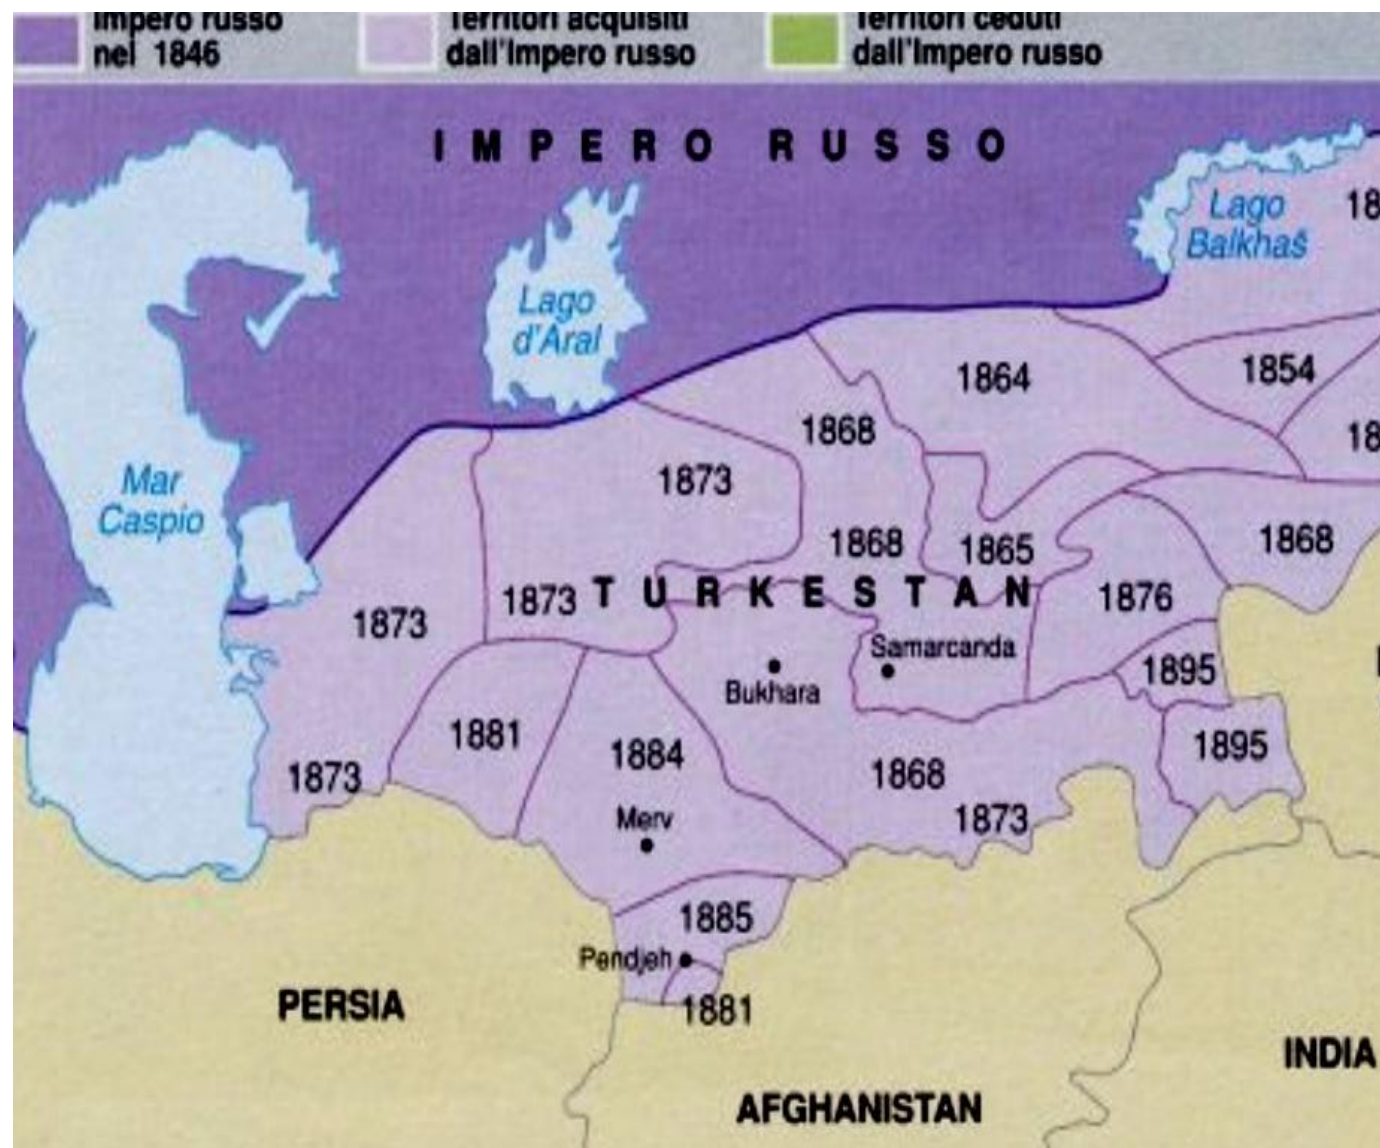 Impero russo
nel 1846
Territori acquisiti
dall'Impero russo
Territori ceduti
dall'Impero russo
IMPERO RUSSO
Lago
Balkhaš
18
Lago
d'Aral
1864
1854
1868
18
Mar
Caspio
1873
1868
1865
1868
1873
1873
TURKESTAN
1876
Samarcanda
1895
Bukhara
1881
1884
1895
1873
1868
1873
Merv
1885
Pendjeh
1881
PERSIA
INDIA
AFGHANISTAN